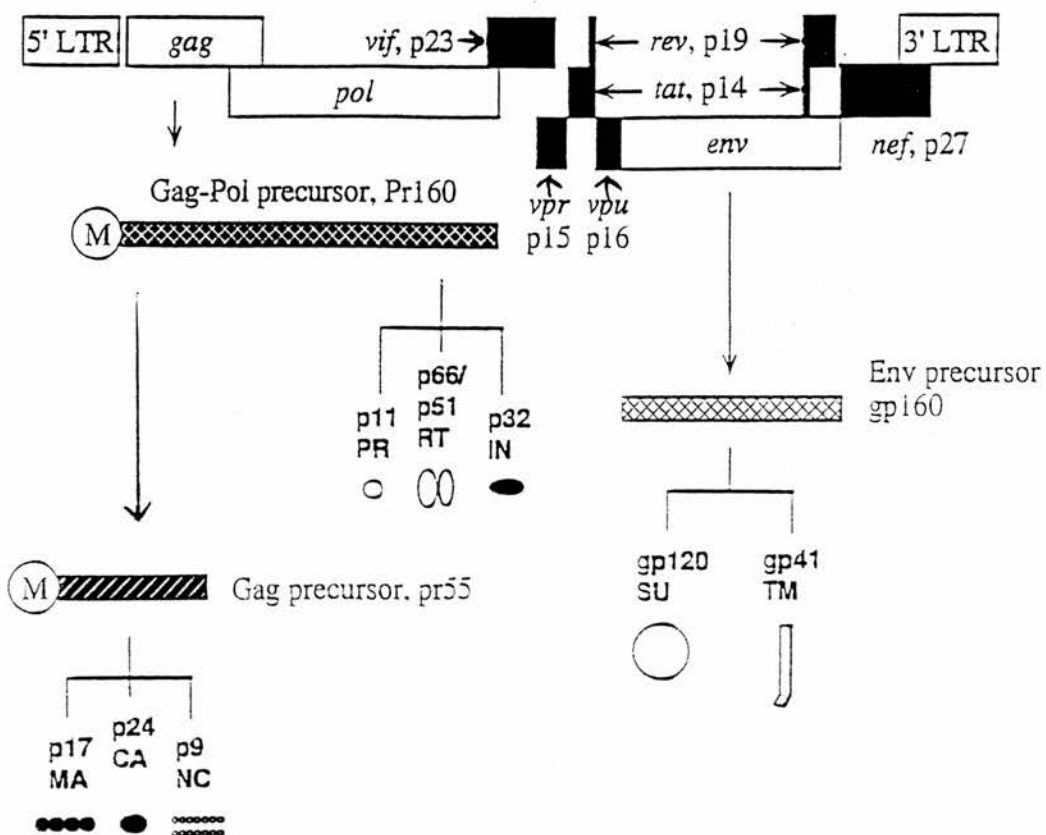 5' LTR
gag
vif, p23
rev, p19
3' LTR
pol
tat, p14
env
nef, p27
Gag-Pol precursor, Pr160
vpr
p15
vpu
p16
M
p11
PR
p66/
p51
RT
p32
IN
Env precursor
gp160
gp120
SU
gp41
TM
M
Gag precursor, pr55
p17
MA
p24
CA
p9
NC